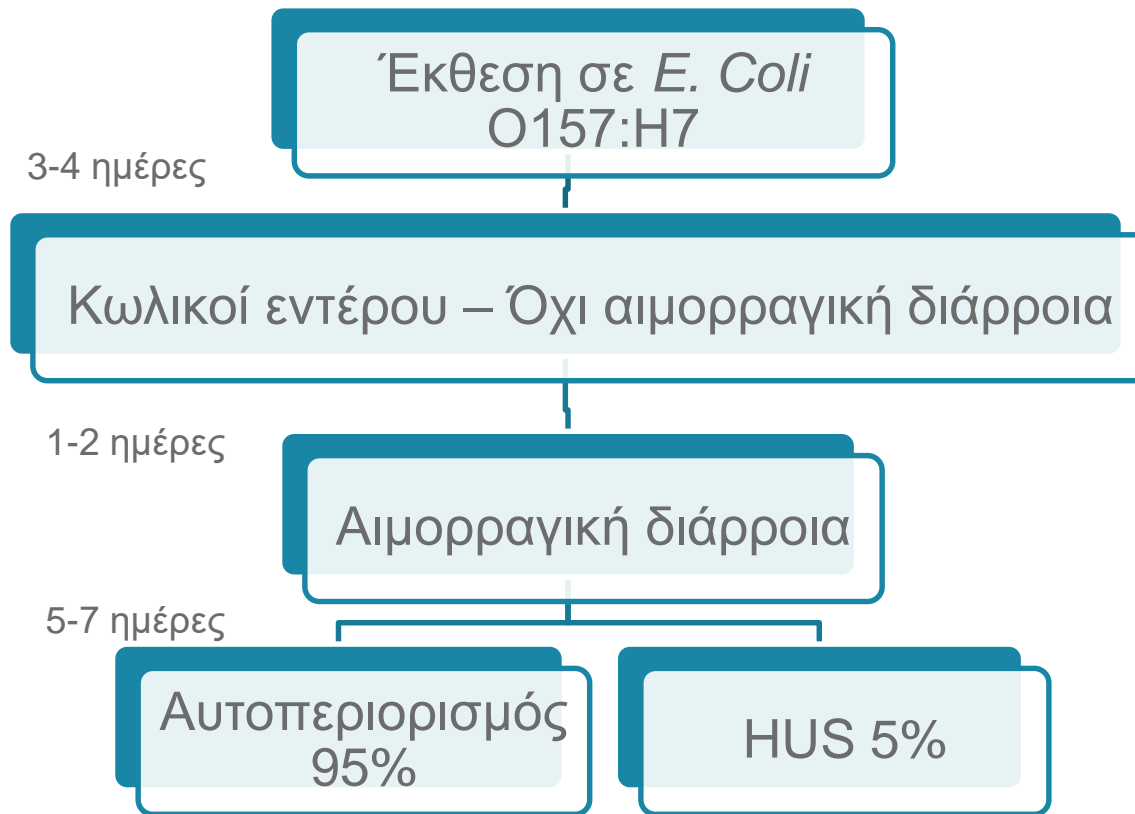 Έκθεση σε E. Coli
O157:H7
3-4 ημέρες
Κωλικοί εντέρου – Όχι αιμορραγική διάρροια
1-2 ημέρες
Αιμορραγική διάρροια
5-7 ημέρες
Αυτοπεριορισμός
95%
HUS 5%